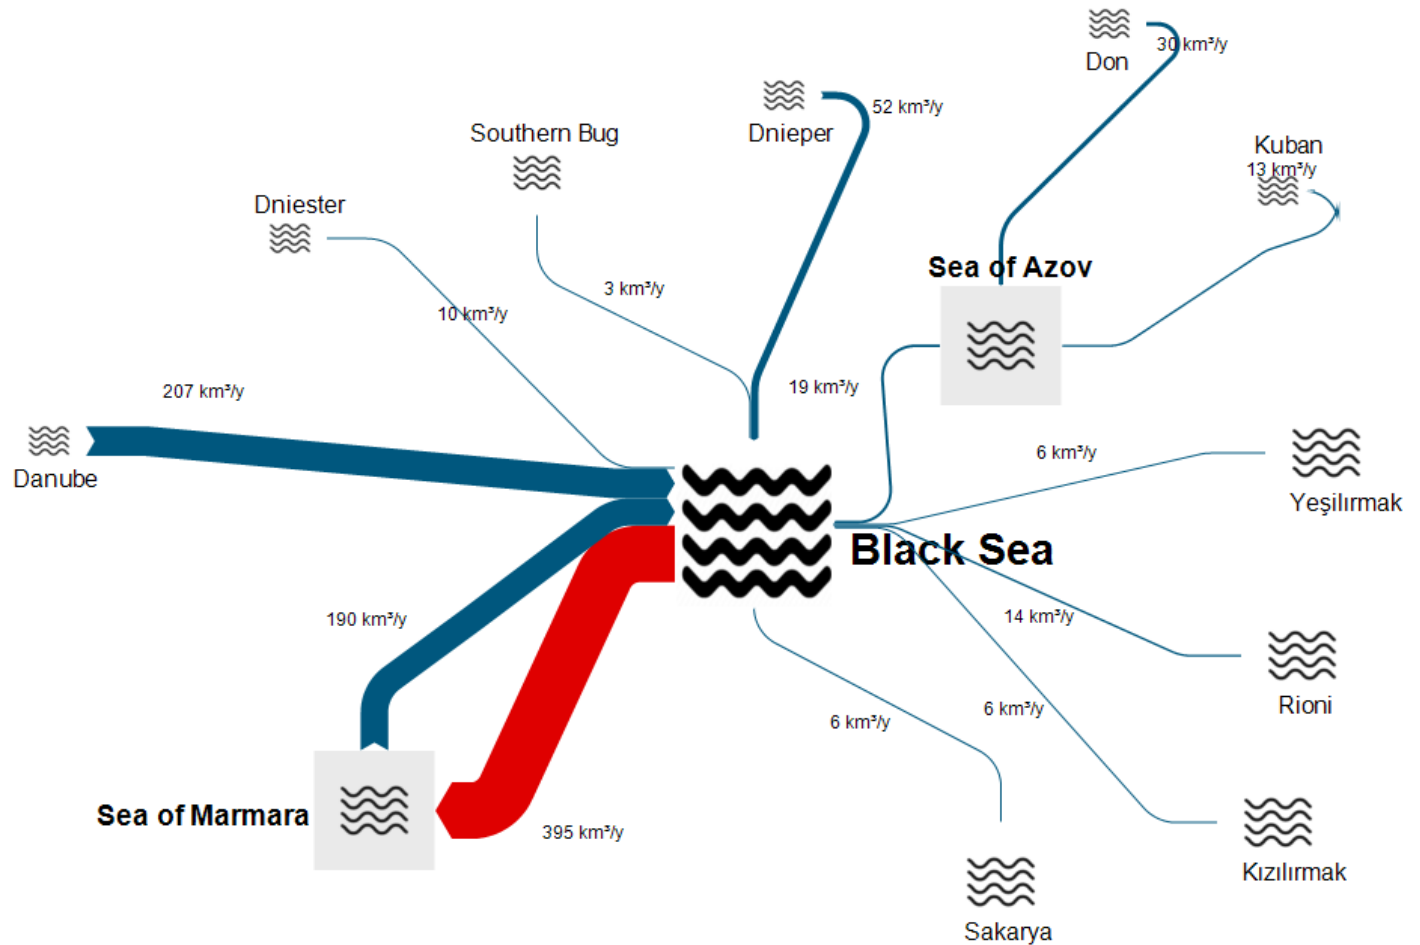 Don
30 km³/y
Dnieper
52 km³/y
Southern Bug
Kuban
13 km³/y
Dniester
Sea of Azov
3 km³/y
10 km³/y
19 km³/y
207 km³/y
Danube
6 km³/y
Yeşilırmak
Black Sea
190 km³/y
14 km³/y
Rioni
6 km³/y
6 km³/y
Sea of Marmara
395 km³/y
Kızılırmak
Sakarya